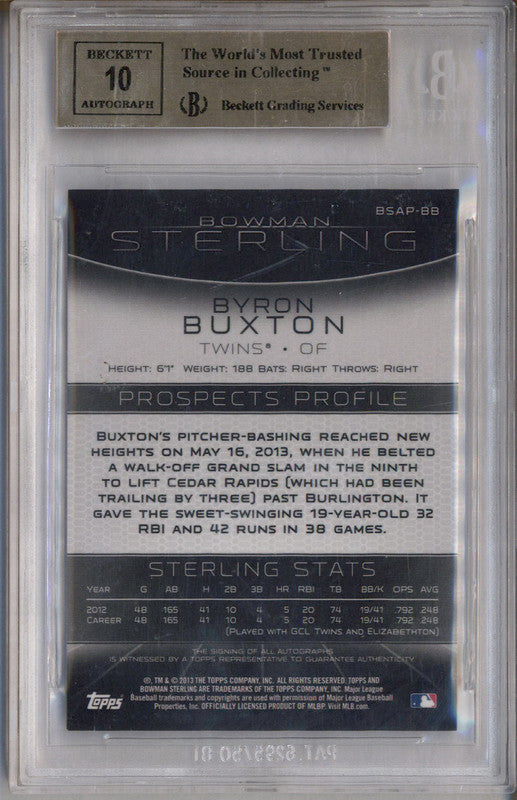 BECKETT
10
AUTOGRAPH
The World's Most Trusted
Source in Collecting™
B
Beckett Grading Services
BSAP-BB
BOWMAN
STERLING
BYRON
BUXTON
TWINS® • OF
HEIGHT: 6'1" WEIGHT: 188 BATS: RIGHT THROWS: RIGHT
PROSPECTS PROFILE
BUXTON'S PITCHER-BASHING REACHED NEW
HEIGHTS ON MAY 16, 2013, WHEN HE BELTED
A WALK-OFF GRAND SLAM IN THE NINTH
TO LIFT CEDAR RAPIDS (WHICH HAD BEEN
TRAILING BY THREE) PAST BURLINGTON. IT
GAVE THE SWEET-SWINGING 19-YEAR-OLD 32
RBI AND 42 RUNS IN 38 GAMES.
STERLING STATS
YEAR G AB H 2B 3B HR RBI TB BB/K OPS AVG
2012 48 165 41 10 4 5 20 74 19/41 .792 248
CAREER 48 165 41 10 4 5 20 74 19/41 .792 248
(PLAYED WITH GCL TWINS AND ELIZABETHTON)
THE SIGNING OF ALL AUTOGRAPHS
IS WITNESSED BY A TOPPS REPRESENTATIVE TO GUARANTEE AUTHENTICITY
®, TM & © 2013 THE TOPPS COMPANY, INC. ALL RIGHTS RESERVED. TOPPS AND
BOWMAN STERLING ARE TRADEMARKS OF THE TOPPS COMPANY, INC. Major League
Baseball trademarks and copyrights are used with permission of Major League Baseball
Properties, Inc. OFFICIALLY LICENSED PRODUCT OF MLBP. Visit MLB.com.
Topps